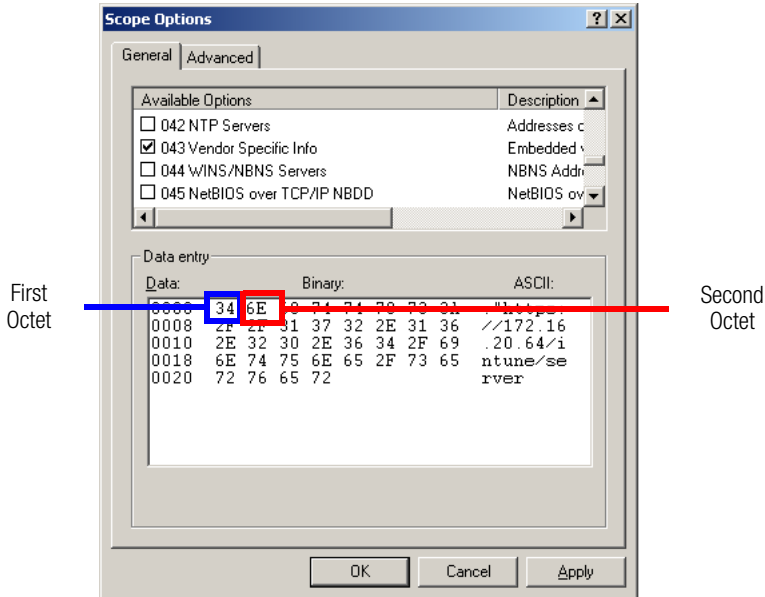 Scope Options
General Advanced
Available Options Description
042 NTP Servers Addresses c
043 Vendor Specific Info Embedded v
044 WINS/NBNS Servers NBNS Addr
045 NetBIOS over TCP/IP NBDD NetBIOS ov
Data entry
Data: Binary: ASCII:
First Octet
34 6E
Second Octet
0008 2F 2F 31 37 32 2E 31 36 //172.16
0010 2E 32 30 2E 36 34 2F 69 .20.64/i
0018 6E 74 75 6E 65 2F 73 65 ntune/se
0020 72 76 65 72 rver
OK Cancel Apply